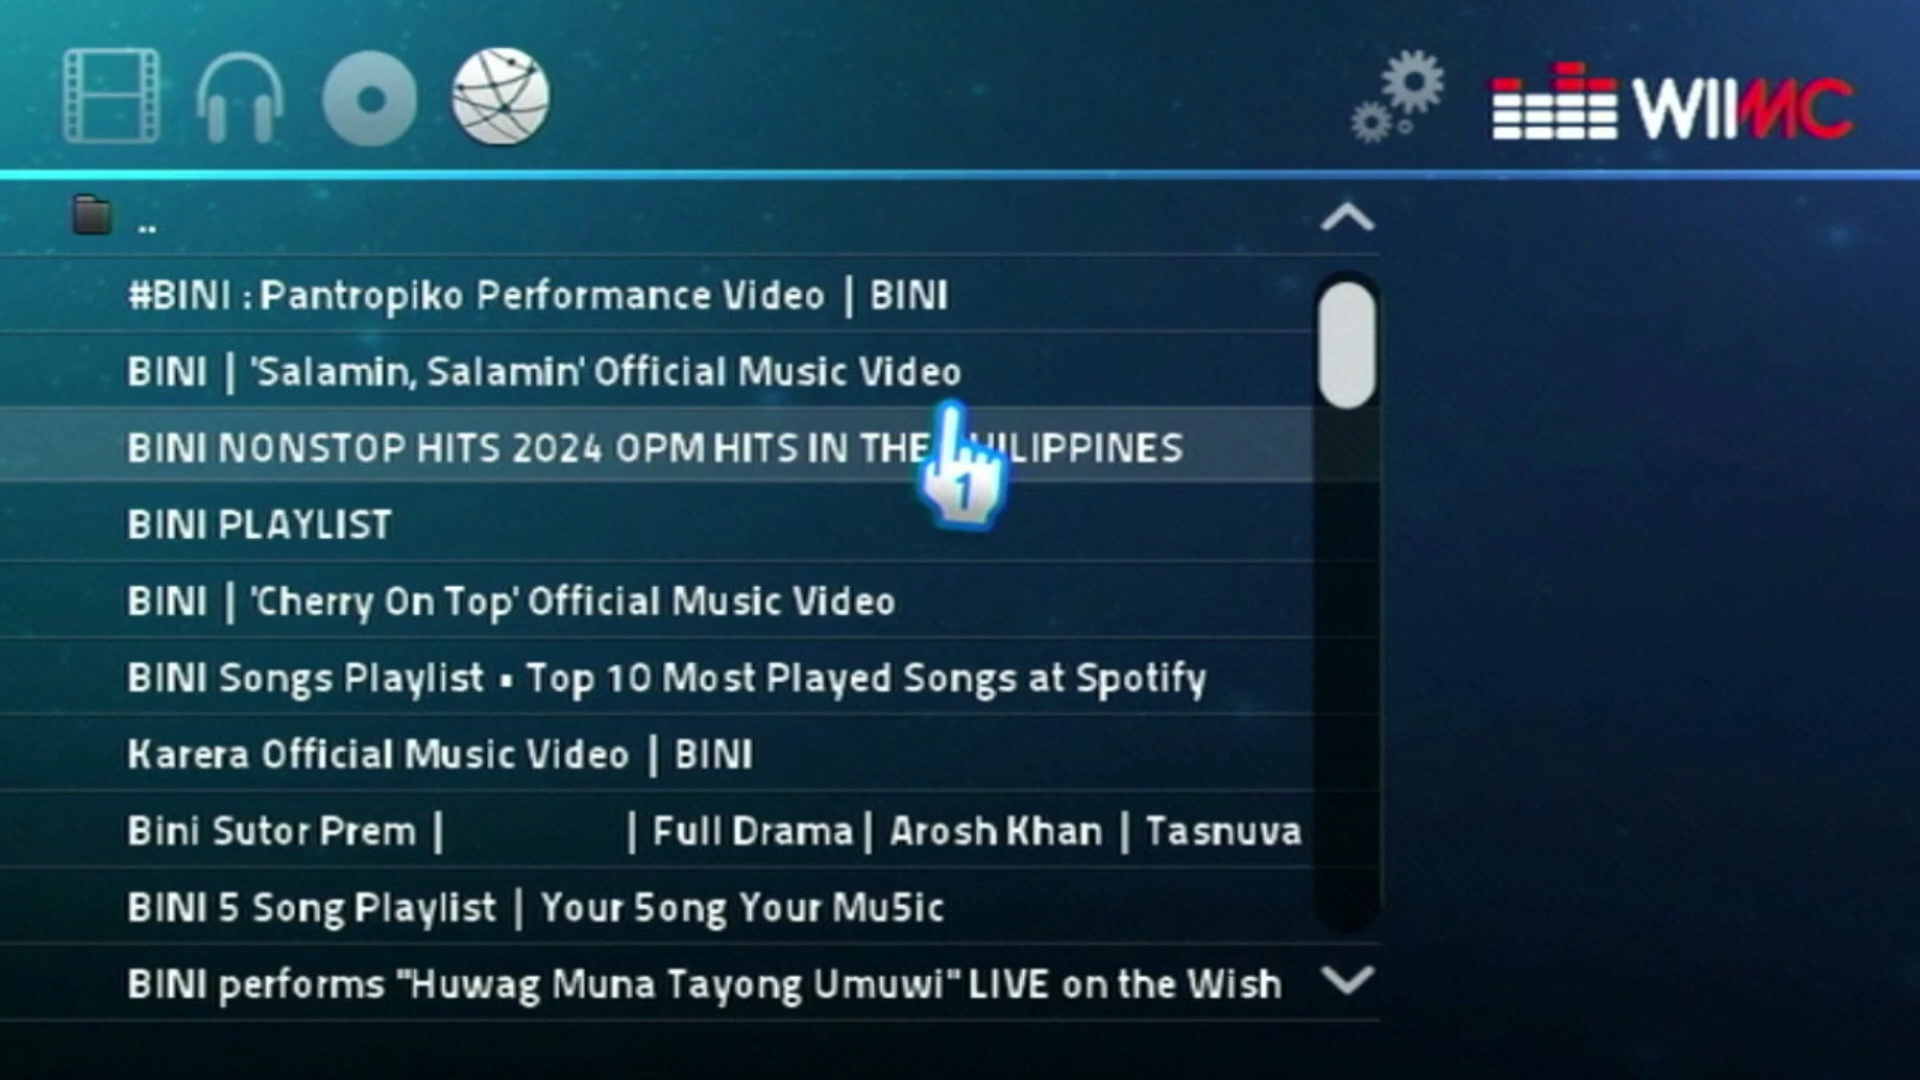 WIIMC
..
#BINI : Pantropiko Performance Video | BINI
BINI | 'Salamin, Salamin' Official Music Video
BINI NONSTOP HITS 2024 OPM HITS IN THE PHILIPPINES
1
BINI PLAYLIST
BINI | 'Cherry On Top' Official Music Video
BINI Songs Playlist ▪ Top 10 Most Played Songs at Spotify
Karera Official Music Video | BINI
Bini Sutor Prem | | Full Drama | Arosh Khan | Tasnuva
BINI 5 Song Playlist | Your 5ong Your Mu5ic
BINI performs "Huwag Muna Tayong Umuwi" LIVE on the Wish